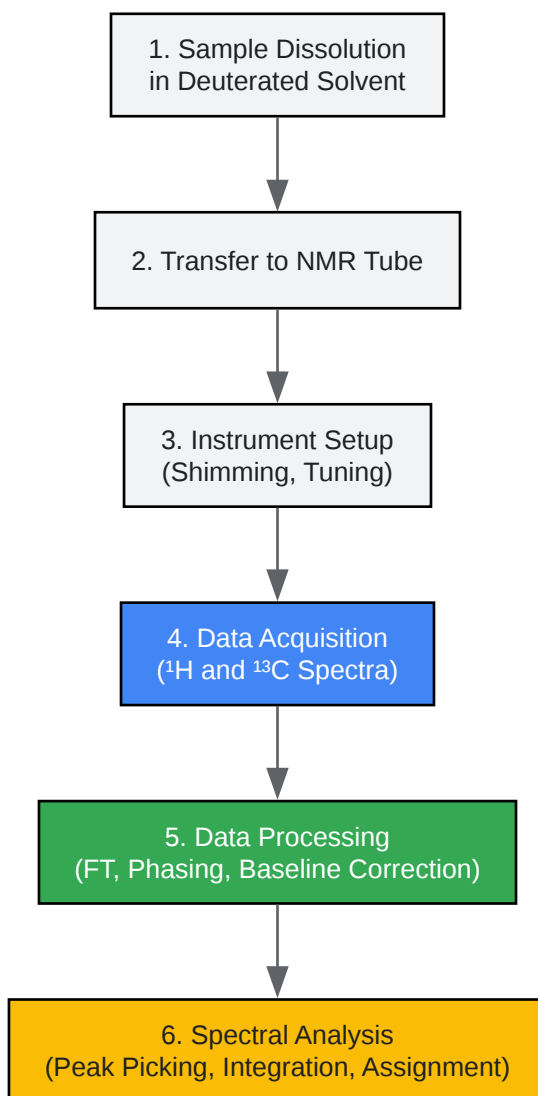 1. Sample Dissolution
in Deuterated Solvent
2. Transfer to NMR Tube
3. Instrument Setup
(Shimming, Tuning)
4. Data Acquisition
(¹H and ¹³C Spectra)
5. Data Processing
(FT, Phasing, Baseline Correction)
6. Spectral Analysis
(Peak Picking, Integration, Assignment)